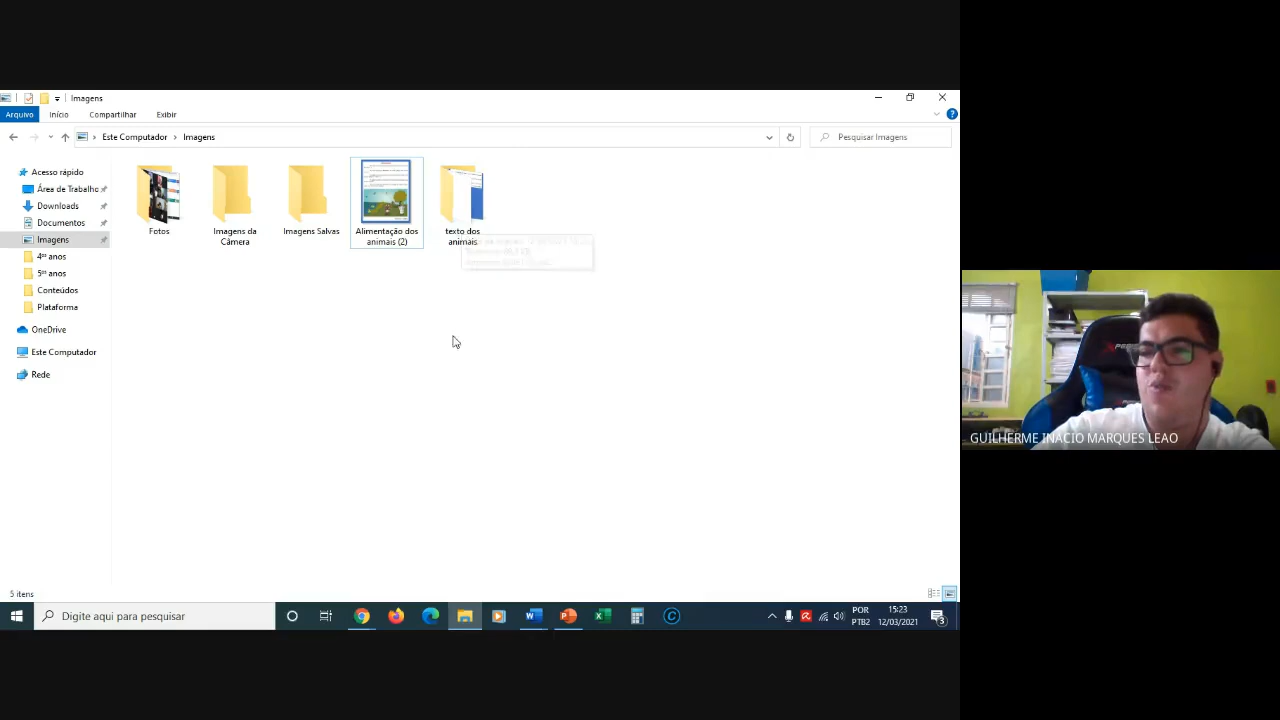 Imagens
Arquivo
Início
Compartilhar
Exibir
Este Computador
Imagens
Pesquisar Imagens
Acesso rápido
Área de Trabalho
Downloads
Documentos
Imagens
4ºs anos
5ºs anos
Conteúdos
Plataforma
OneDrive
Este Computador
Rede
Fotos
Imagens da
Câmera
Imagens Salvas
Alimentação dos
animais (2)
texto dos
animais
GUILHERME INACIO MARQUES LEAO
5 itens
Digite aqui para pesquisar
POR
PTB2
15:23
12/03/2021
3